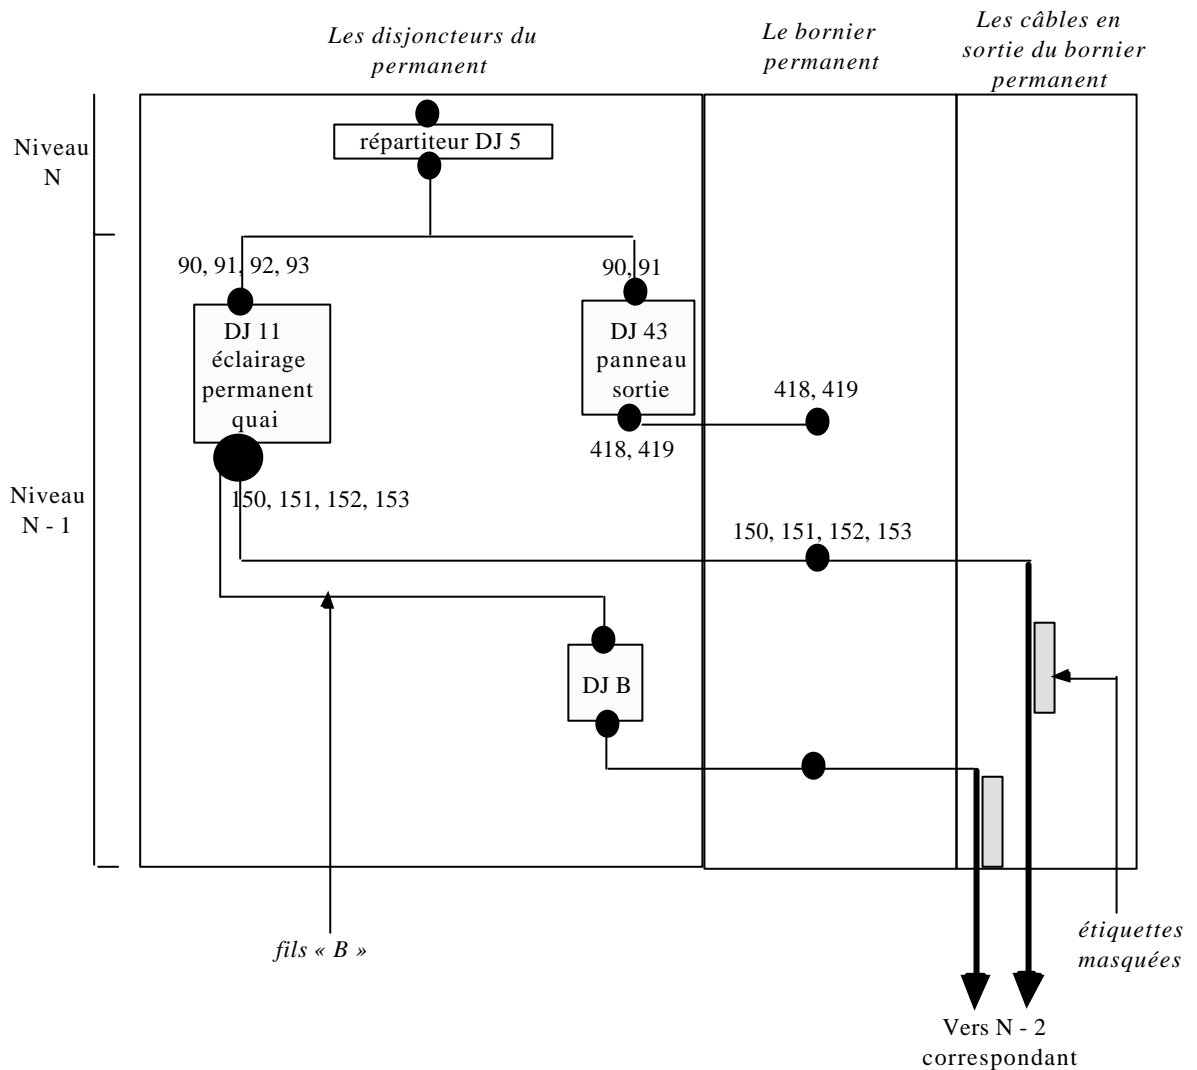 Les disjoncteurs du
permanent
Le bornier
permanent
Les câbles en
sortie du bornier
permanent
Niveau
N
répartiteur DJ 5
90, 91, 92, 93
90, 91
DJ 11
éclairage
permanent
quai
DJ 43
panneau
sortie
418, 419
418, 419
Niveau
N - 1
150, 151, 152, 153
150, 151, 152, 153
DJ B
fils « B »
étiquettes
masquées
Vers N - 2
correspondant